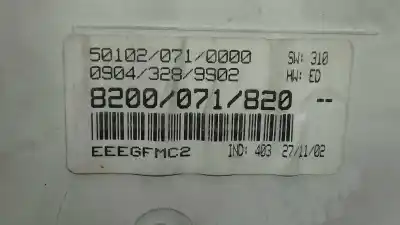 50102/071/0000 SW: 310
0904/328/9902 HW: ED
8200/071/820 --
EEEGFMC2 IND: 403 27/11/02